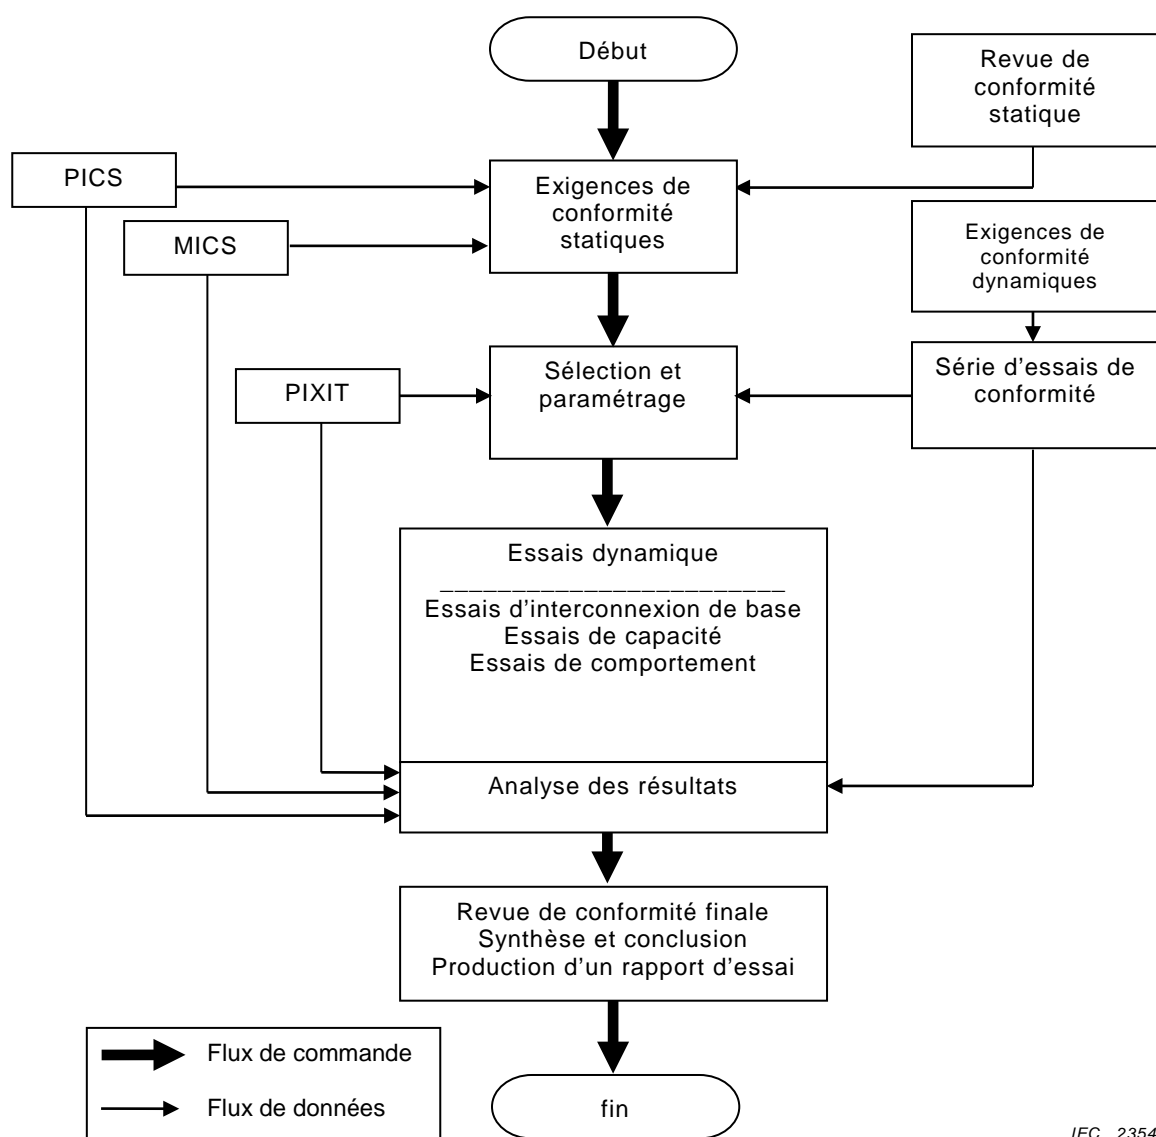 Début
Revue de
conformité
statique
PICS
Exigences de
conformité
statiques
MICS
Exigences de
conformité
dynamiques
Sélection et
paramétrage
Série d'essais de
conformité
PIXIT
Essais dynamique
________________________
Essais d'interconnexion de base
Essais de capacité
Essais de comportement
Analyse des résultats
Revue de conformité finale
Synthèse et conclusion
Production d'un rapport d'essai
Flux de commande
Flux de données
fin
IEC 2354